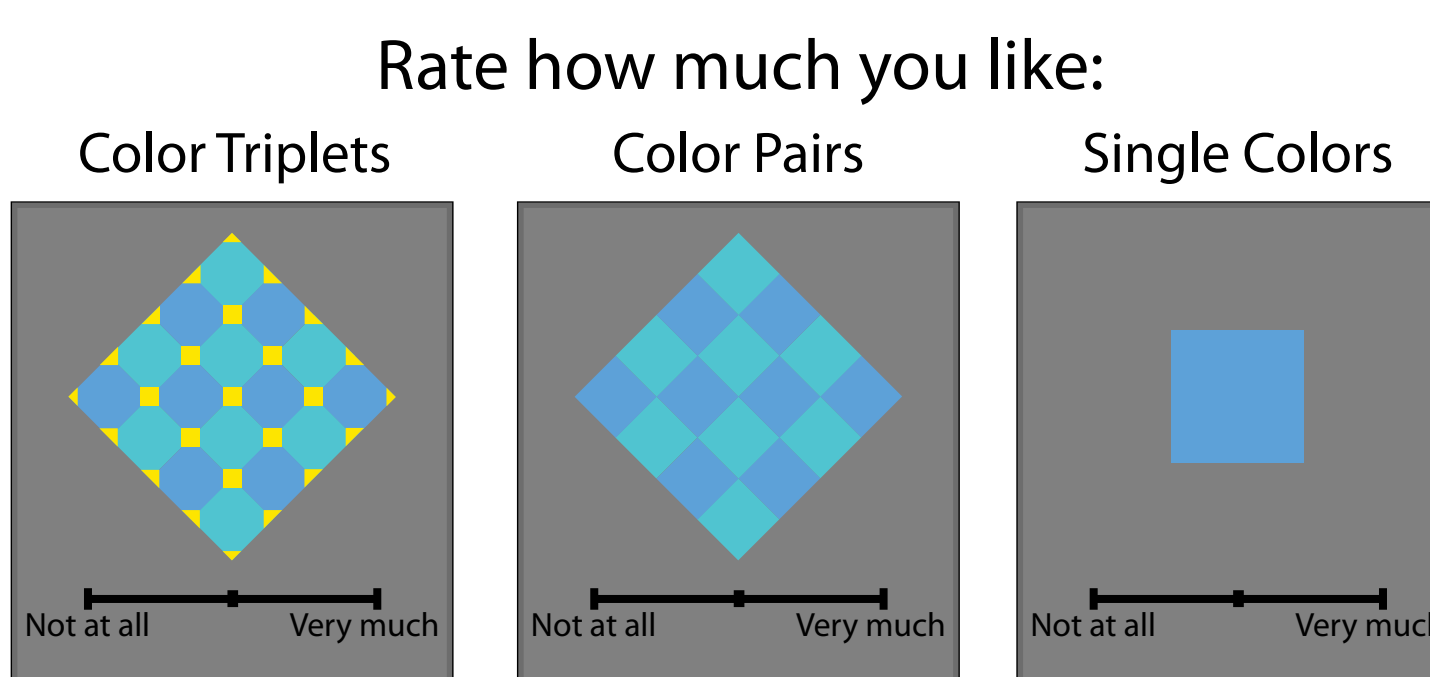 Rate how much you like:
Color Triplets
Color Pairs
Single Colors
Not at all
Very much
Not at all
Very much
Not at all
Very much